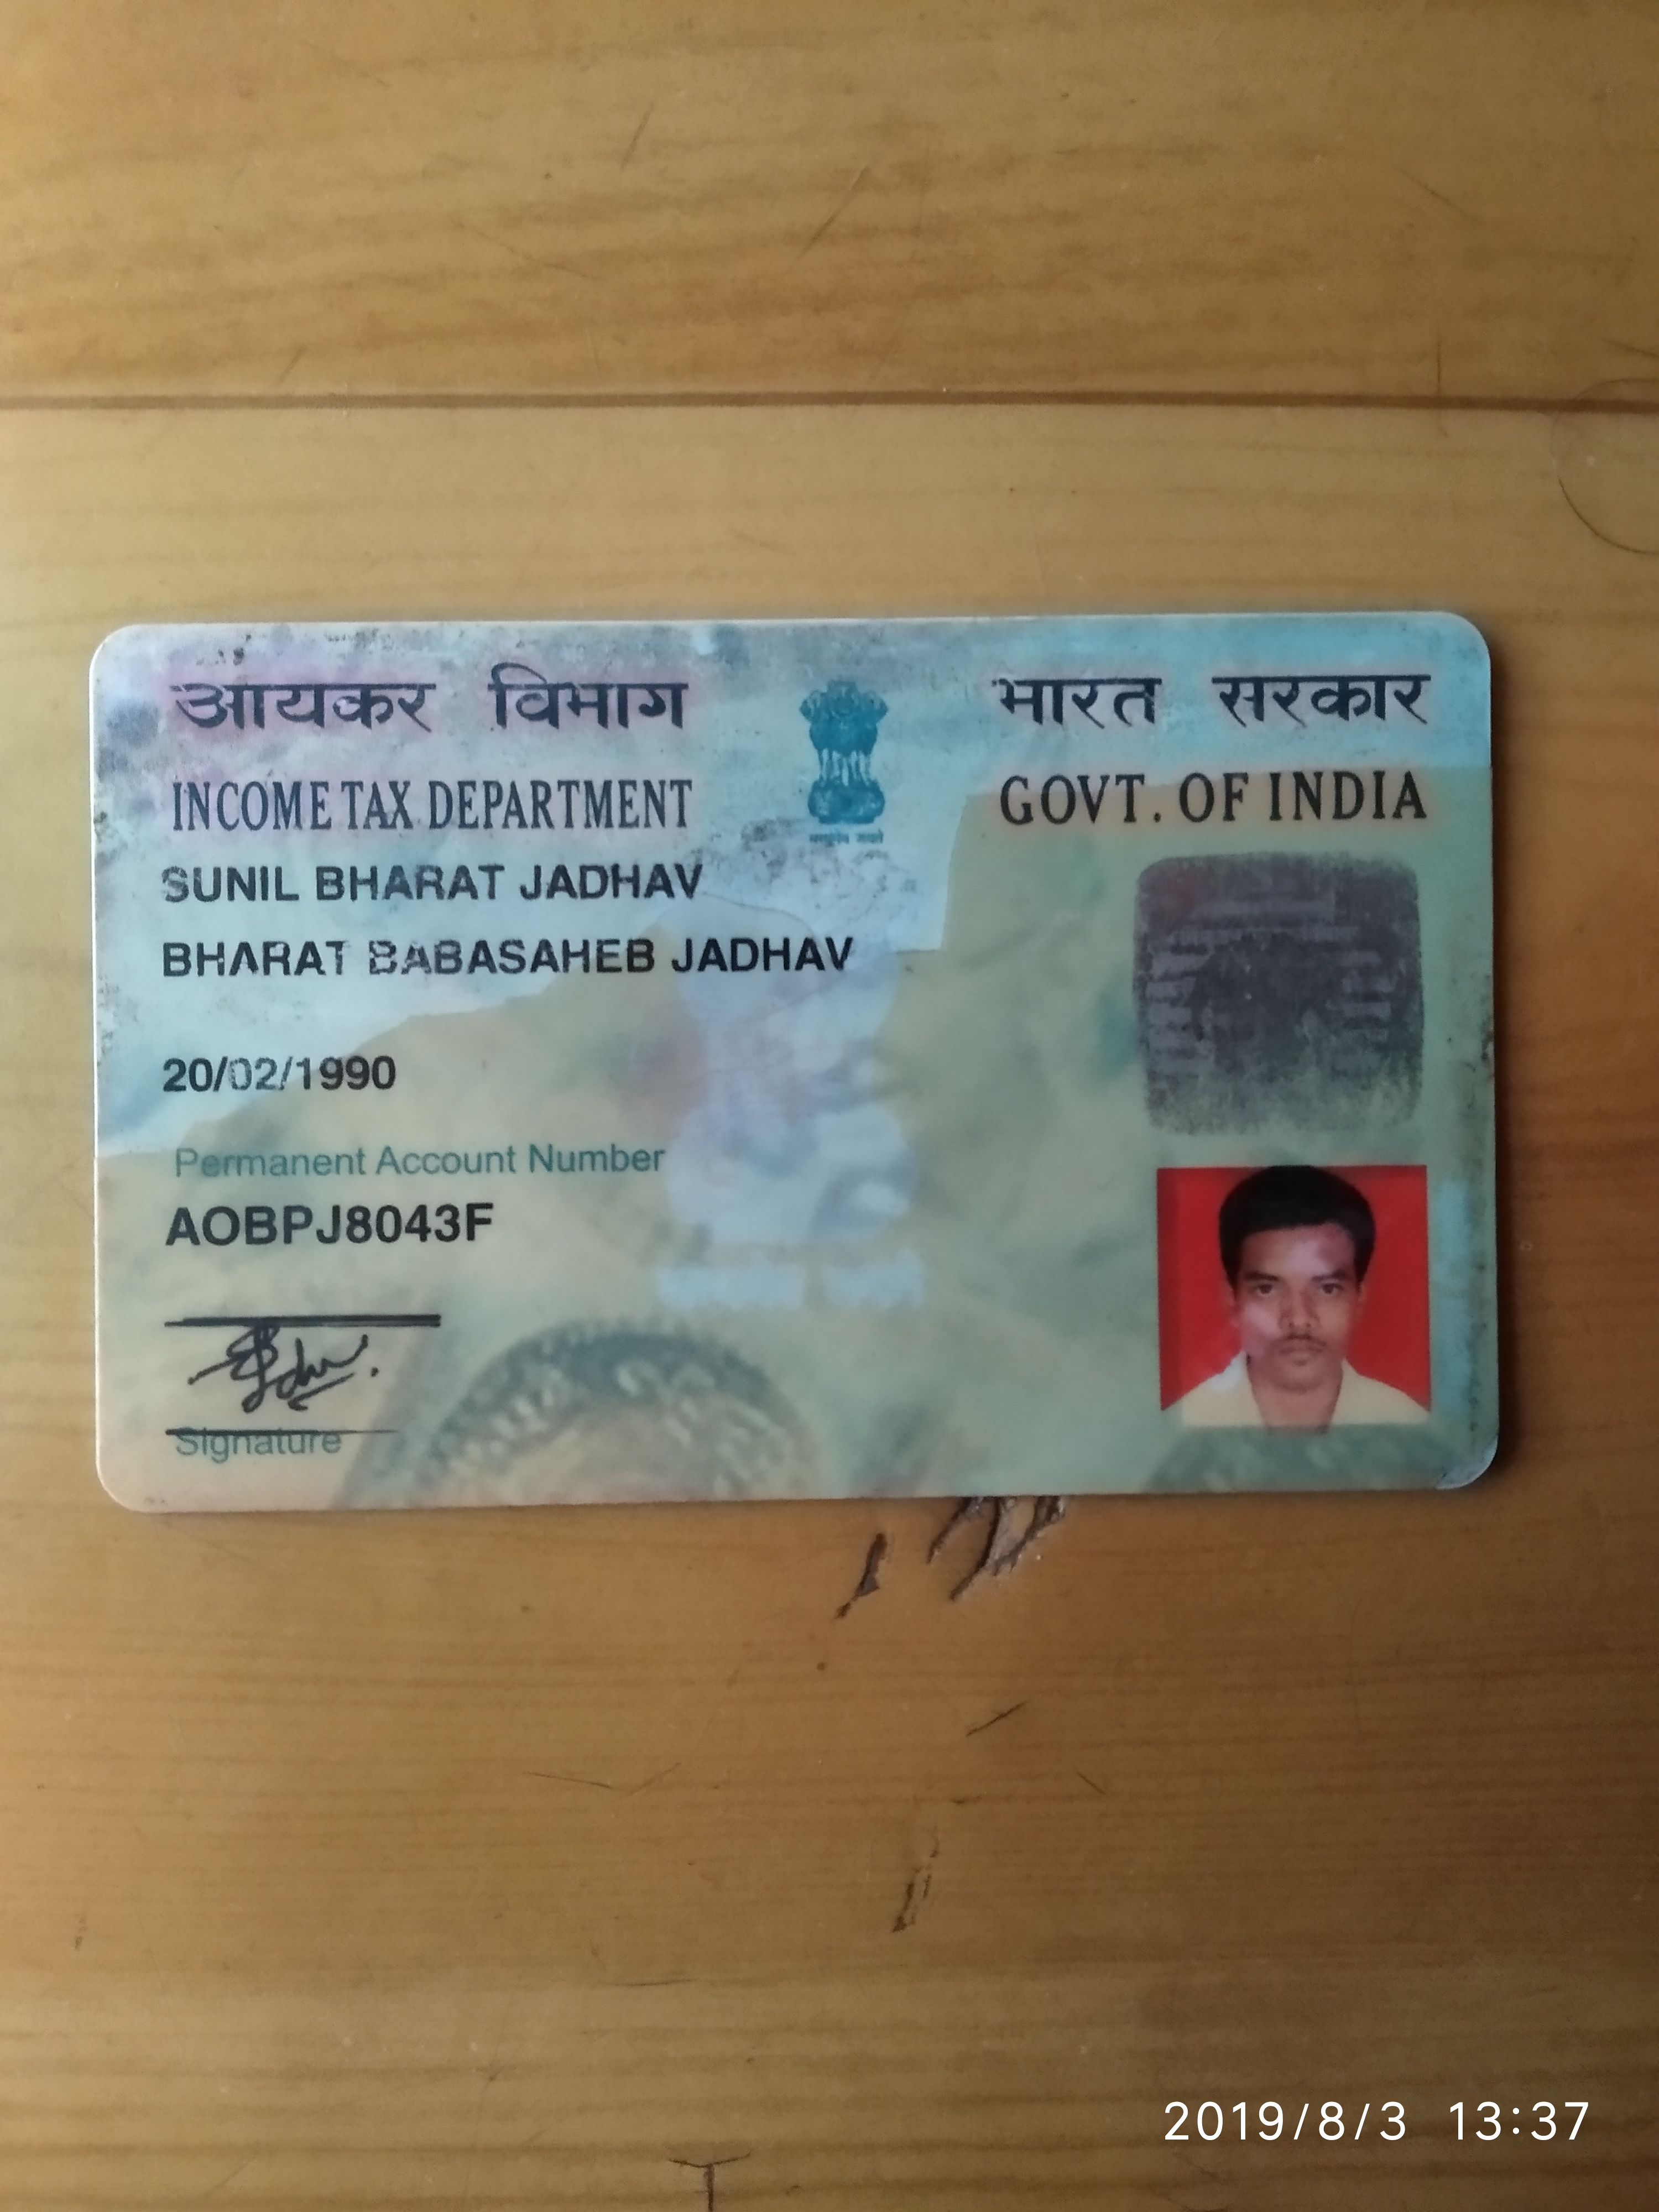 आयकर विभाग
भारत सरकार
INCOME TAX DEPARTMENT
GOVT. OF INDIA
SUNIL BHARAT JADHAV
BHARAT BABASAHEB JADHAV
20/02/1990
Permanent Account Number
AOBPJ8043F
Signature
2019/8/3 13:37